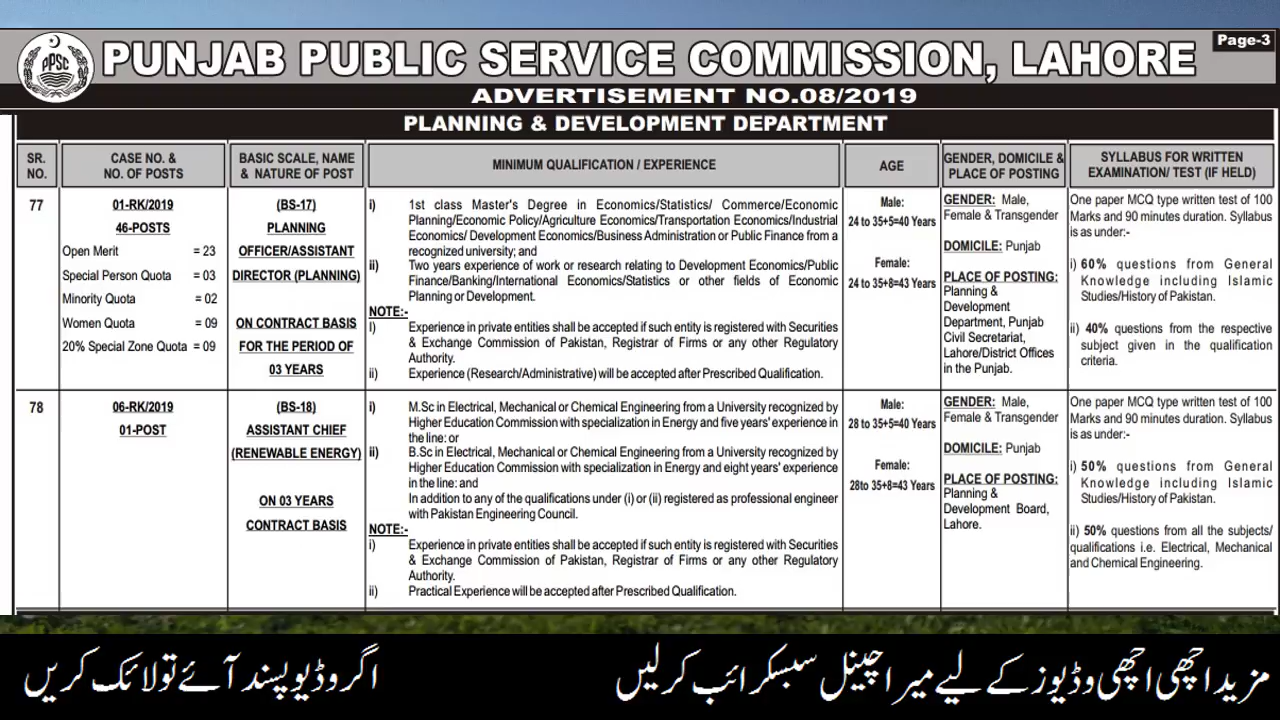 Page-3
PPSC
PUNJAB PUBLIC SERVICE COMMISSION, LAHORE
ADVERTISEMENT NO.08/2019
PLANNING & DEVELOPMENT DEPARTMENT
SR. NO.
CASE NO. & NO. OF POSTS
BASIC SCALE, NAME & NATURE OF POST
MINIMUM QUALIFICATION / EXPERIENCE
AGE
GENDER, DOMICILE & PLACE OF POSTING
SYLLABUS FOR WRITTEN EXAMINATION/ TEST (IF HELD)
77
01-RK/2019
46-POSTS
Open Merit = 23
Special Person Quota = 03
Minority Quota = 02
Women Quota = 09
20% Special Zone Quota = 09
(BS-17)
PLANNING
OFFICER/ASSISTANT
DIRECTOR (PLANNING)
ON CONTRACT BASIS
FOR THE PERIOD OF
03 YEARS
i) 1st class Master's Degree in Economics/Statistics/ Commerce/Economic
Planning/Economic Policy/Agriculture Economics/Transportation Economics/Industrial
Economics/ Development Economics/Business Administration or Public Finance from a
recognized university; and
ii) Two years experience of work or research relating to Development Economics/Public
Finance/Banking/International Economics/Statistics or other fields of Economic
Planning or Development.
NOTE:-
i) Experience in private entities shall be accepted if such entity is registered with Securities
& Exchange Commission of Pakistan, Registrar of Firms or any other Regulatory
Authority.
ii) Experience (Research/Administrative) will be accepted after Prescribed Qualification.
Male:
24 to 35+5=40 Years
Female:
24 to 35+8=43 Years
GENDER: Male,
Female & Transgender
DOMICILE: Punjab
PLACE OF POSTING:
Planning &
Development
Department, Punjab
Civil Secretariat,
Lahore/District Offices
in the Punjab.
One paper MCQ type written test of 100
Marks and 90 minutes duration. Syllabus
is as under:-
i) 60% questions from General
Knowledge including Islamic
Studies/History of Pakistan.
ii) 40% questions from the respective
subject given in the qualification
criteria.
78
06-RK/2019
01-POST
(BS-18)
ASSISTANT CHIEF
(RENEWABLE ENERGY)
ON 03 YEARS
CONTRACT BASIS
i) M.Sc in Electrical, Mechanical or Chemical Engineering from a University recognized by
Higher Education Commission with specialization in Energy and five years' experience in
the line: or
ii) B.Sc in Electrical, Mechanical or Chemical Engineering from a University recognized by
Higher Education Commission with specialization in Energy and eight years' experience
in the line: and
In addition to any of the qualifications under (i) or (ii) registered as professional engineer
with Pakistan Engineering Council.
NOTE:-
i) Experience in private entities shall be accepted if such entity is registered with Securities
& Exchange Commission of Pakistan, Registrar of Firms or any other Regulatory
Authority.
ii) Practical Experience will be accepted after Prescribed Qualification.
Male:
28 to 35+5=40 Years
Female:
28to 35+8=43 Years
GENDER: Male,
Female & Transgender
DOMICILE: Punjab
PLACE OF POSTING:
Planning &
Development Board,
Lahore.
One paper MCQ type written test of 100
Marks and 90 minutes duration. Syllabus
is as under:-
i) 50% questions from General
Knowledge including Islamic
Studies/History of Pakistan.
ii) 50% questions from all the subjects/
qualifications i.e. Electrical, Mechanical
and Chemical Engineering.
مزید اچھی اچھی وڈیوز کے لیے میرا چینل سبسکرائب کر لیں
اگر وڈیو پسند آئے تو لائک کریں